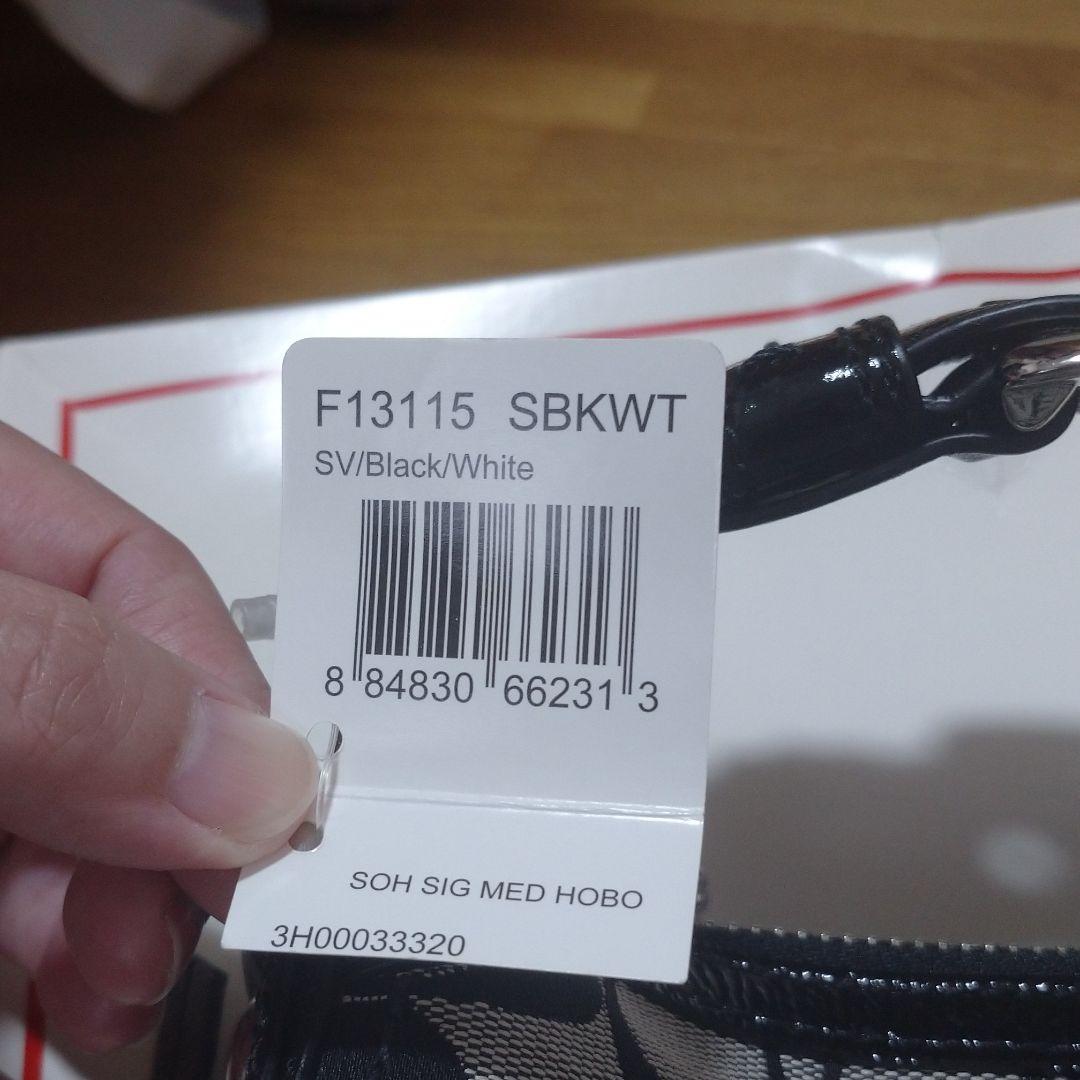 F13115 SBKWT
SV/Black/White
8 84830 66231 3
SOH SIG MED HOBO
3H00033320